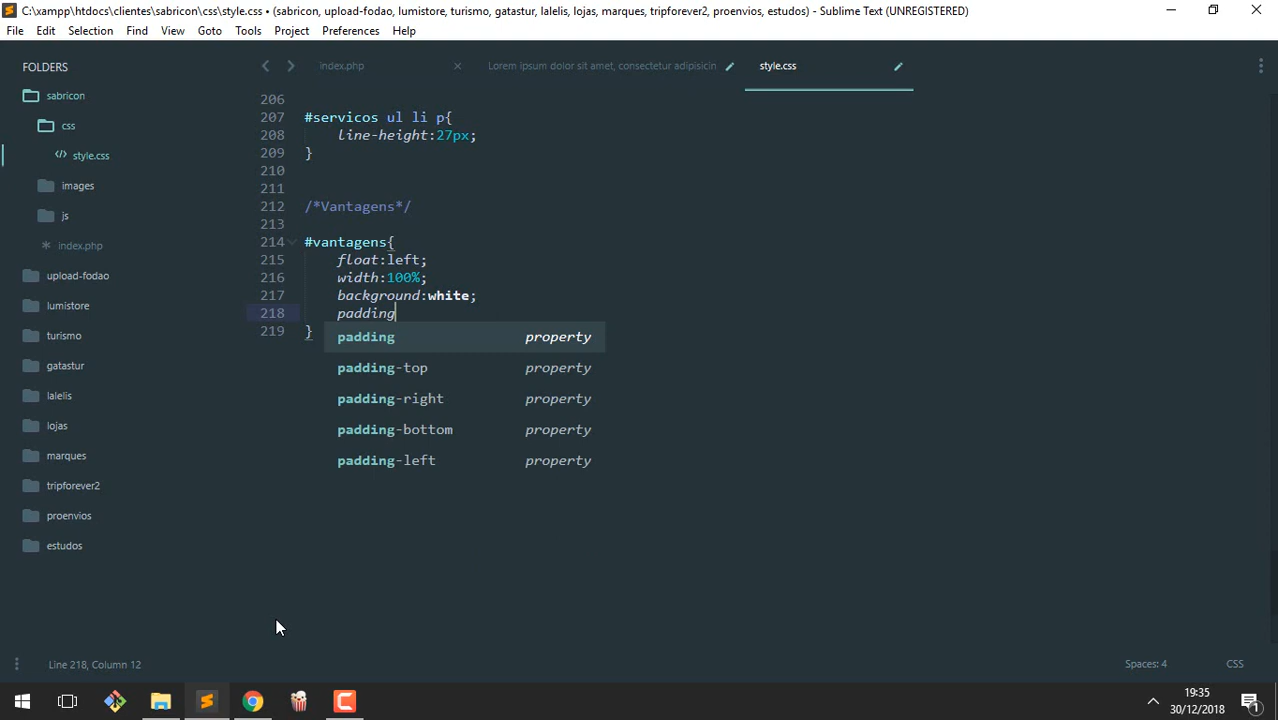 C:\xampp\htdocs\clientes\sabricon\css\style.css • (sabricon, upload-fodao, lumistore, turismo, gatastur, lalelis, lojas, marques, tripforever2, proenvios, estudos) - Sublime Text (UNREGISTERED)
File Edit Selection Find View Goto Tools Project Preferences Help
FOLDERS
sabricon
css
style.css
images
js
index.php
upload-fodao
lumistore
turismo
gatastur
lalelis
lojas
marques
tripforever2
proenvios
estudos
index.php
Lorem ipsum dolor sit amet, consectetur adipisicin
style.css
206
207 #servicos ul li p{
208 line-height:27px;
209 }
210
211
212 /*Vantagens*/
213
214 #vantagens{
215 float:left;
216 width:100%;
217 background:white;
218 padding
219 }
padding property
padding-top property
padding-right property
padding-bottom property
padding-left property
Line 218, Column 12
Spaces: 4
CSS
19:35
30/12/2018
1